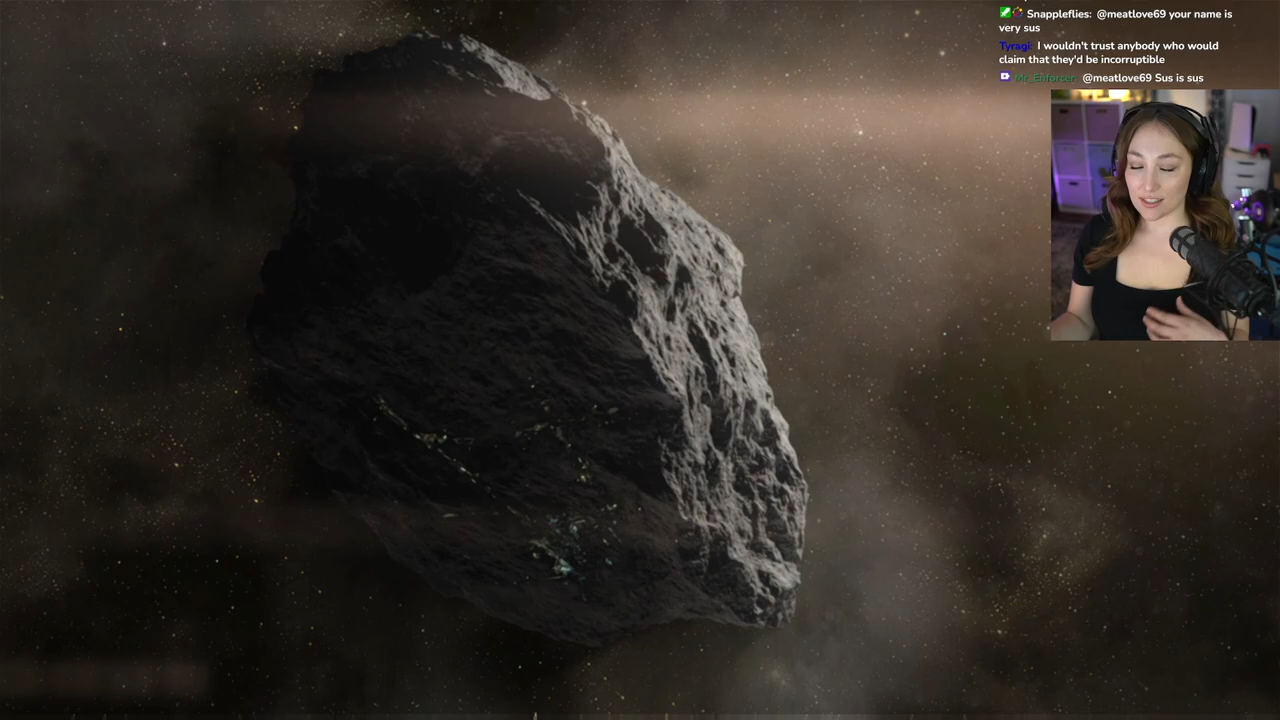 Snappleflies: @meatlove69 your name is
very sus
Tyragi: I wouldn't trust anybody who would
claim that they'd be incorruptible
Mr_Enforcer: @meatlove69 Sus is sus